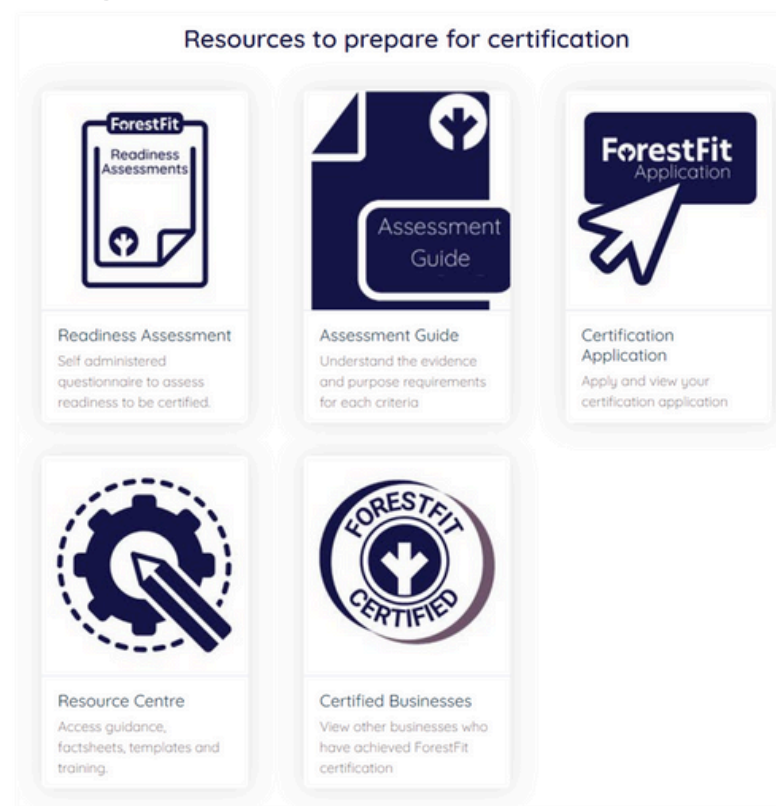 Resources to prepare for certification
ForestFit
Readiness
Assessments
Assessment
Guide
ForestFit
Application
Readiness Assessment
Self administered
questionnaire to assess
readiness to be certified.
Assessment Guide
Understand the evidence
and purpose requirements
for each criteria
Certification
Application
Apply and view your
certification application
FORESTFIT
CERTIFIED
Resource Centre
Access guidance,
factsheets, templates and
training.
Certified Businesses
View other businesses who
have achieved ForestFit
certification